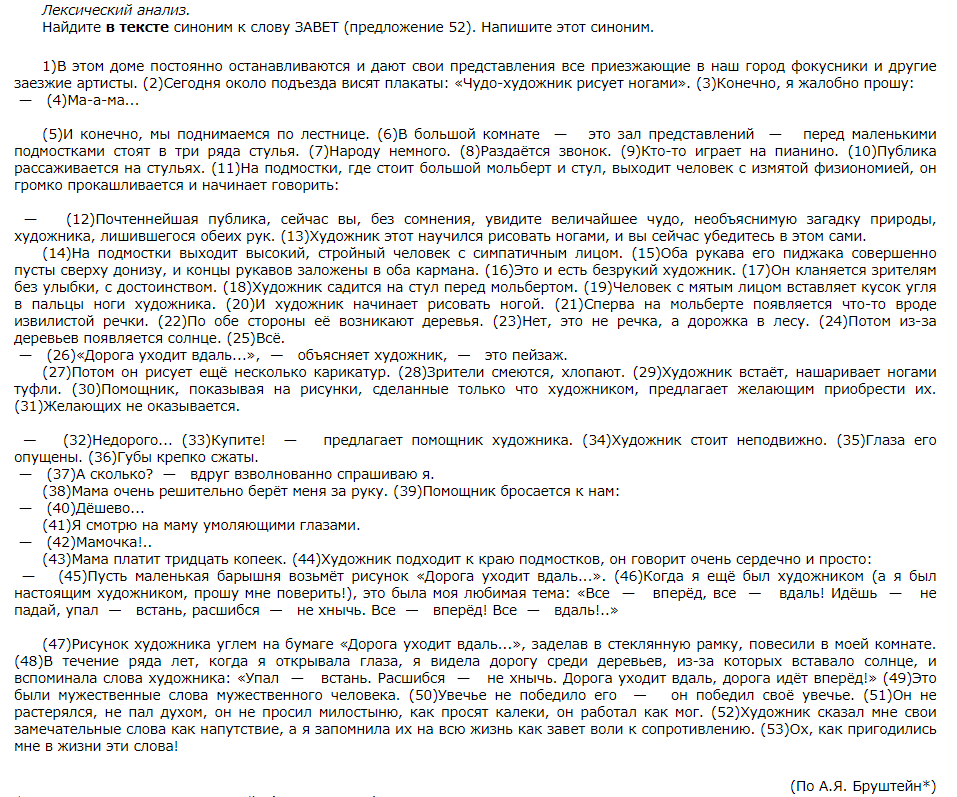 Лексический анализ.
Найдите в тексте синоним к слову ЗАВЕТ (предложение 52). Напишите этот синоним.
1)В этом доме постоянно останавливаются и дают свои представления все приезжающие в наш город фокусники и другие
заезжие артисты. (2)Сегодня около подъезда висят плакаты: «Чудо-художник рисует ногами». (3)Конечно, я жалобно прошу:
— (4)Ма-а-ма...
(5)И конечно, мы поднимаемся по лестнице. (6)В большой комнате — это зал представлений — перед маленькими
подмостками стоят в три ряда стулья. (7)Народу немного. (8)Раздаётся звонок. (9)Кто-то играет на пианино. (10)Публика
рассаживается на стульях. (11)На подмостки, где стоит большой мольберт и стул, выходит человек с измятой физиономией, он
громко прокашливается и начинает говорить:
— (12)Почтеннейшая публика, сейчас вы, без сомнения, увидите величайшее чудо, необъяснимую загадку природы,
художника, лишившегося обеих рук. (13)Художник этот научился рисовать ногами, и вы сейчас убедитесь в этом сами.
(14)На подмостки выходит высокий, стройный человек с симпатичным лицом. (15)Оба рукава его пиджака совершенно
пусты сверху донизу, и концы рукавов заложены в оба кармана. (16)Это и есть безрукий художник. (17)Он кланяется зрителям
без улыбки, с достоинством. (18)Художник садится на стул перед мольбертом. (19)Человек с мятым лицом вставляет кусок угля
в пальцы ноги художника. (20)И художник начинает рисовать ногой. (21)Сперва на мольберте появляется что-то вроде
извилистой речки. (22)По обе стороны её возникают деревья. (23)Нет, это не речка, а дорожка в лесу. (24)Потом из-за
деревьев появляется солнце. (25)Всё.
— (26)«Дорога уходит вдаль...», — объясняет художник, — это пейзаж.
(27)Потом он рисует ещё несколько карикатур. (28)Зрители смеются, хлопают. (29)Художник встаёт, нашаривает ногами
туфли. (30)Помощник, показывая на рисунки, сделанные только что художником, предлагает желающим приобрести их.
(31)Желающих не оказывается.
— (32)Недорого... (33)Купите! — предлагает помощник художника. (34)Художник стоит неподвижно. (35)Глаза его
опущены. (36)Губы крепко сжаты.
— (37)А сколько? — вдруг взволнованно спрашиваю я.
(38)Мама очень решительно берёт меня за руку. (39)Помощник бросается к нам:
— (40)Дёшево...
(41)Я смотрю на маму умоляющими глазами.
— (42)Мамочка!..
(43)Мама платит тридцать копеек. (44)Художник подходит к краю подмостков, он говорит очень сердечно и просто:
— (45)Пусть маленькая барышня возьмёт рисунок «Дорога уходит вдаль...». (46)Когда я ещё был художником (а я был
настоящим художником, прошу мне поверить!), это была моя любимая тема: «Все — вперёд, все — вдаль! Идёшь — не
падай, упал — встань, расшибся — не хнычь. Все — вперёд! Все — вдаль!..»
(47)Рисунок художника углем на бумаге «Дорога уходит вдаль...», заделав в стеклянную рамку, повесили в моей комнате.
(48)В течение ряда лет, когда я открывала глаза, я видела дорогу среди деревьев, из-за которых вставало солнце, и
вспоминала слова художника: «Упал — встань. Расшибся — не хнычь. Дорога уходит вдаль, дорога идёт вперёд!» (49)Это
были мужественные слова мужественного человека. (50)Увечье не победило его — он победил своё увечье. (51)Он не
растерялся, не пал духом, он не просил милостыню, как просят калеки, он работал как мог. (52)Художник сказал мне свои
замечательные слова как напутствие, а я запомнила их на всю жизнь как завет воли к сопротивлению. (53)Ох, как пригодились
мне в жизни эти слова!
(По А.Я. Бруштейн*)